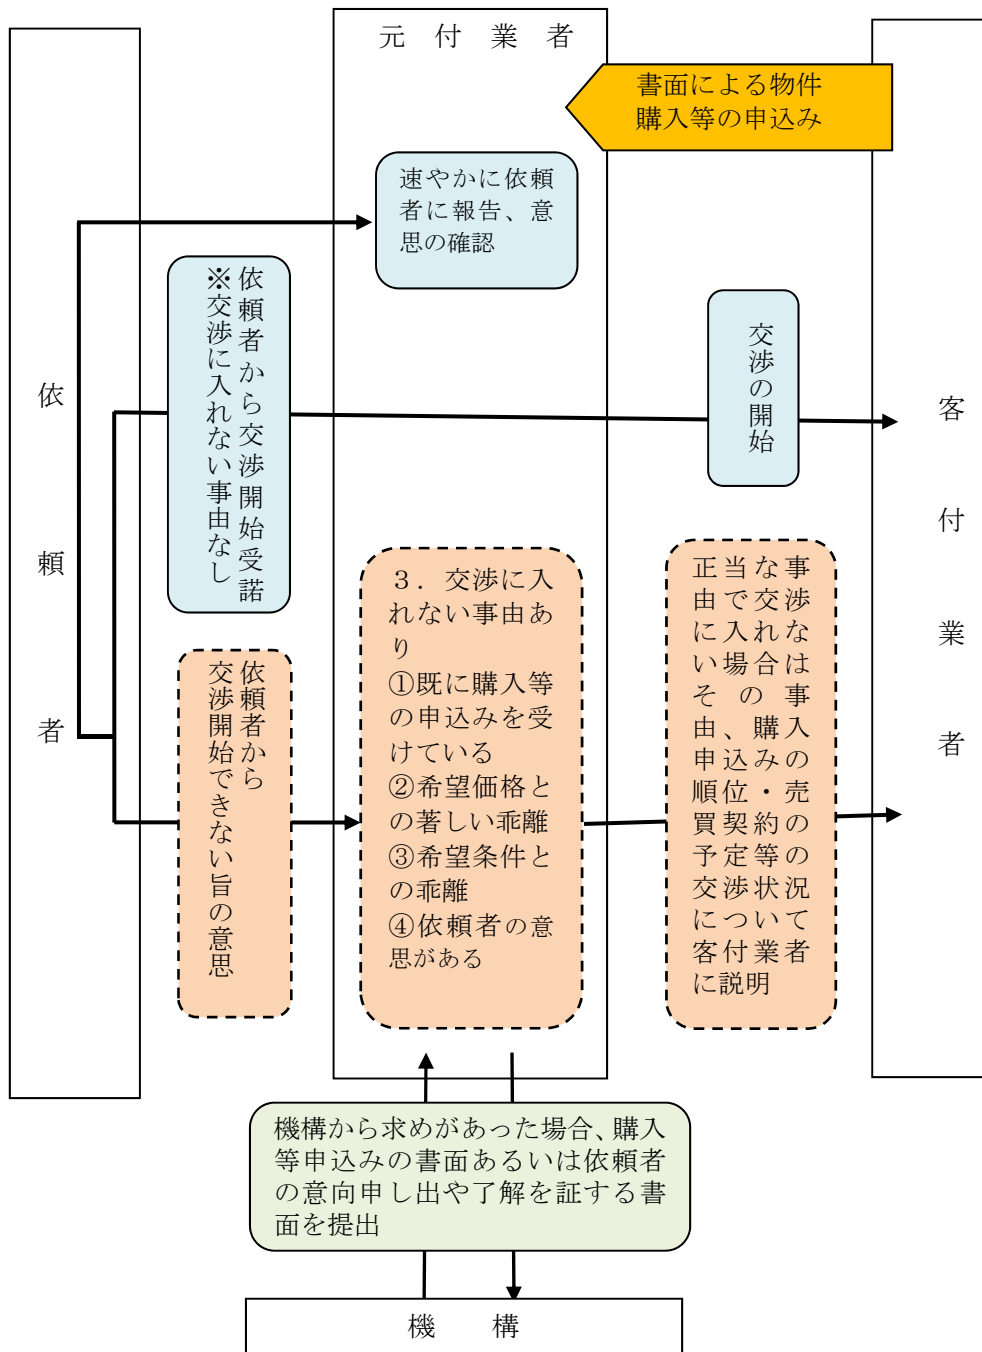 元付業者
書面による物件
購入等の申込み
速やかに依頼
者に報告、意
思の確認
依頼者から交渉開始受諾
※交渉に入れない事由なし
交渉の開始
依頼者
客付業者
依頼者から
交渉開始できない旨の意思
３．交渉に入
れない事由あ
り
①既に購入等
の申込みを受
けている
②希望価格と
の著しい乖離
③希望条件と
の乖離
④依頼者の意
思がある
正当な事
由で交渉
に入れな
い場合は
その事
由、購入
申込みの
順位・売
買契約の
予定等の
交渉状況
について
客付業者
に説明
機構から求めがあった場合、購入
等申込みの書面あるいは依頼者
の意向申し出や了解を証する書
面を提出
機構